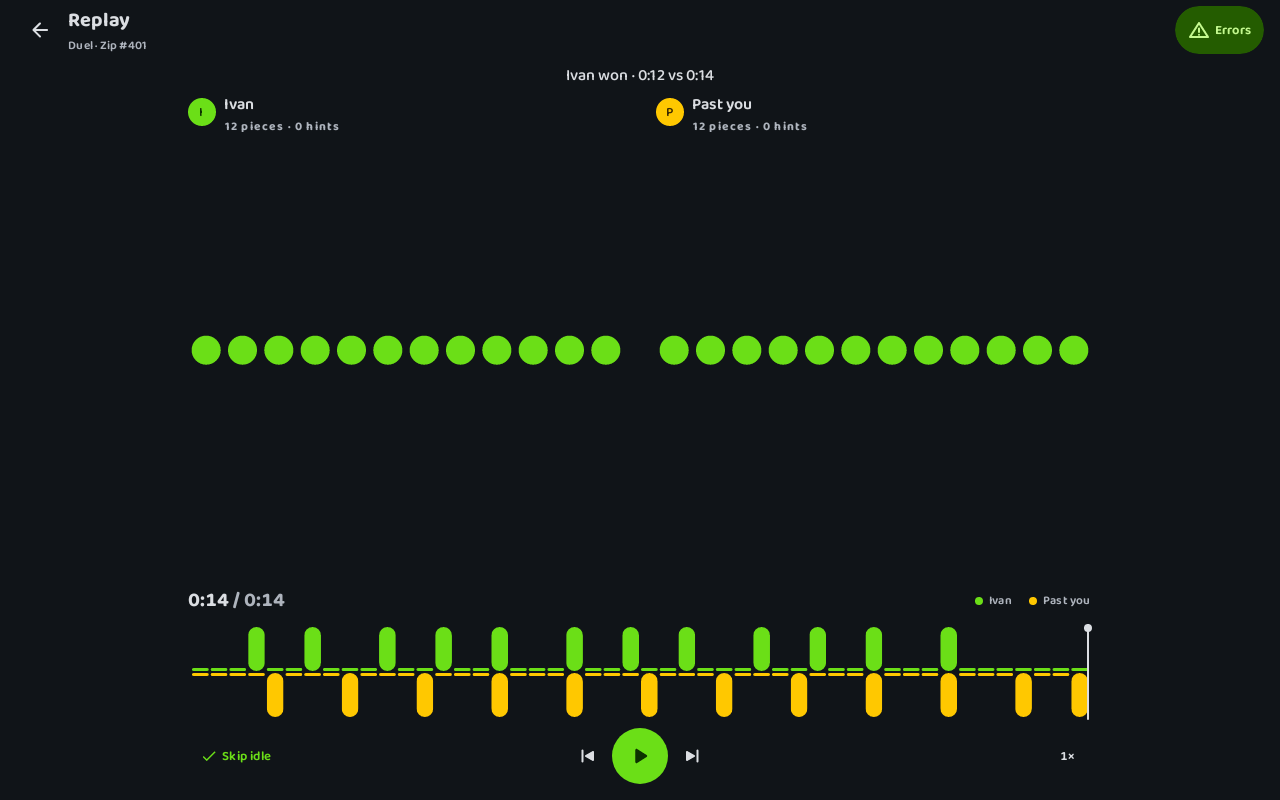 Replay
Duel · Zip #401
Errors
Ivan won · 0:12 vs 0:14
I
Ivan
12 pieces · 0 hints
P
Past you
12 pieces · 0 hints
0:14 / 0:14
Ivan
Past you
Skip idle
1×